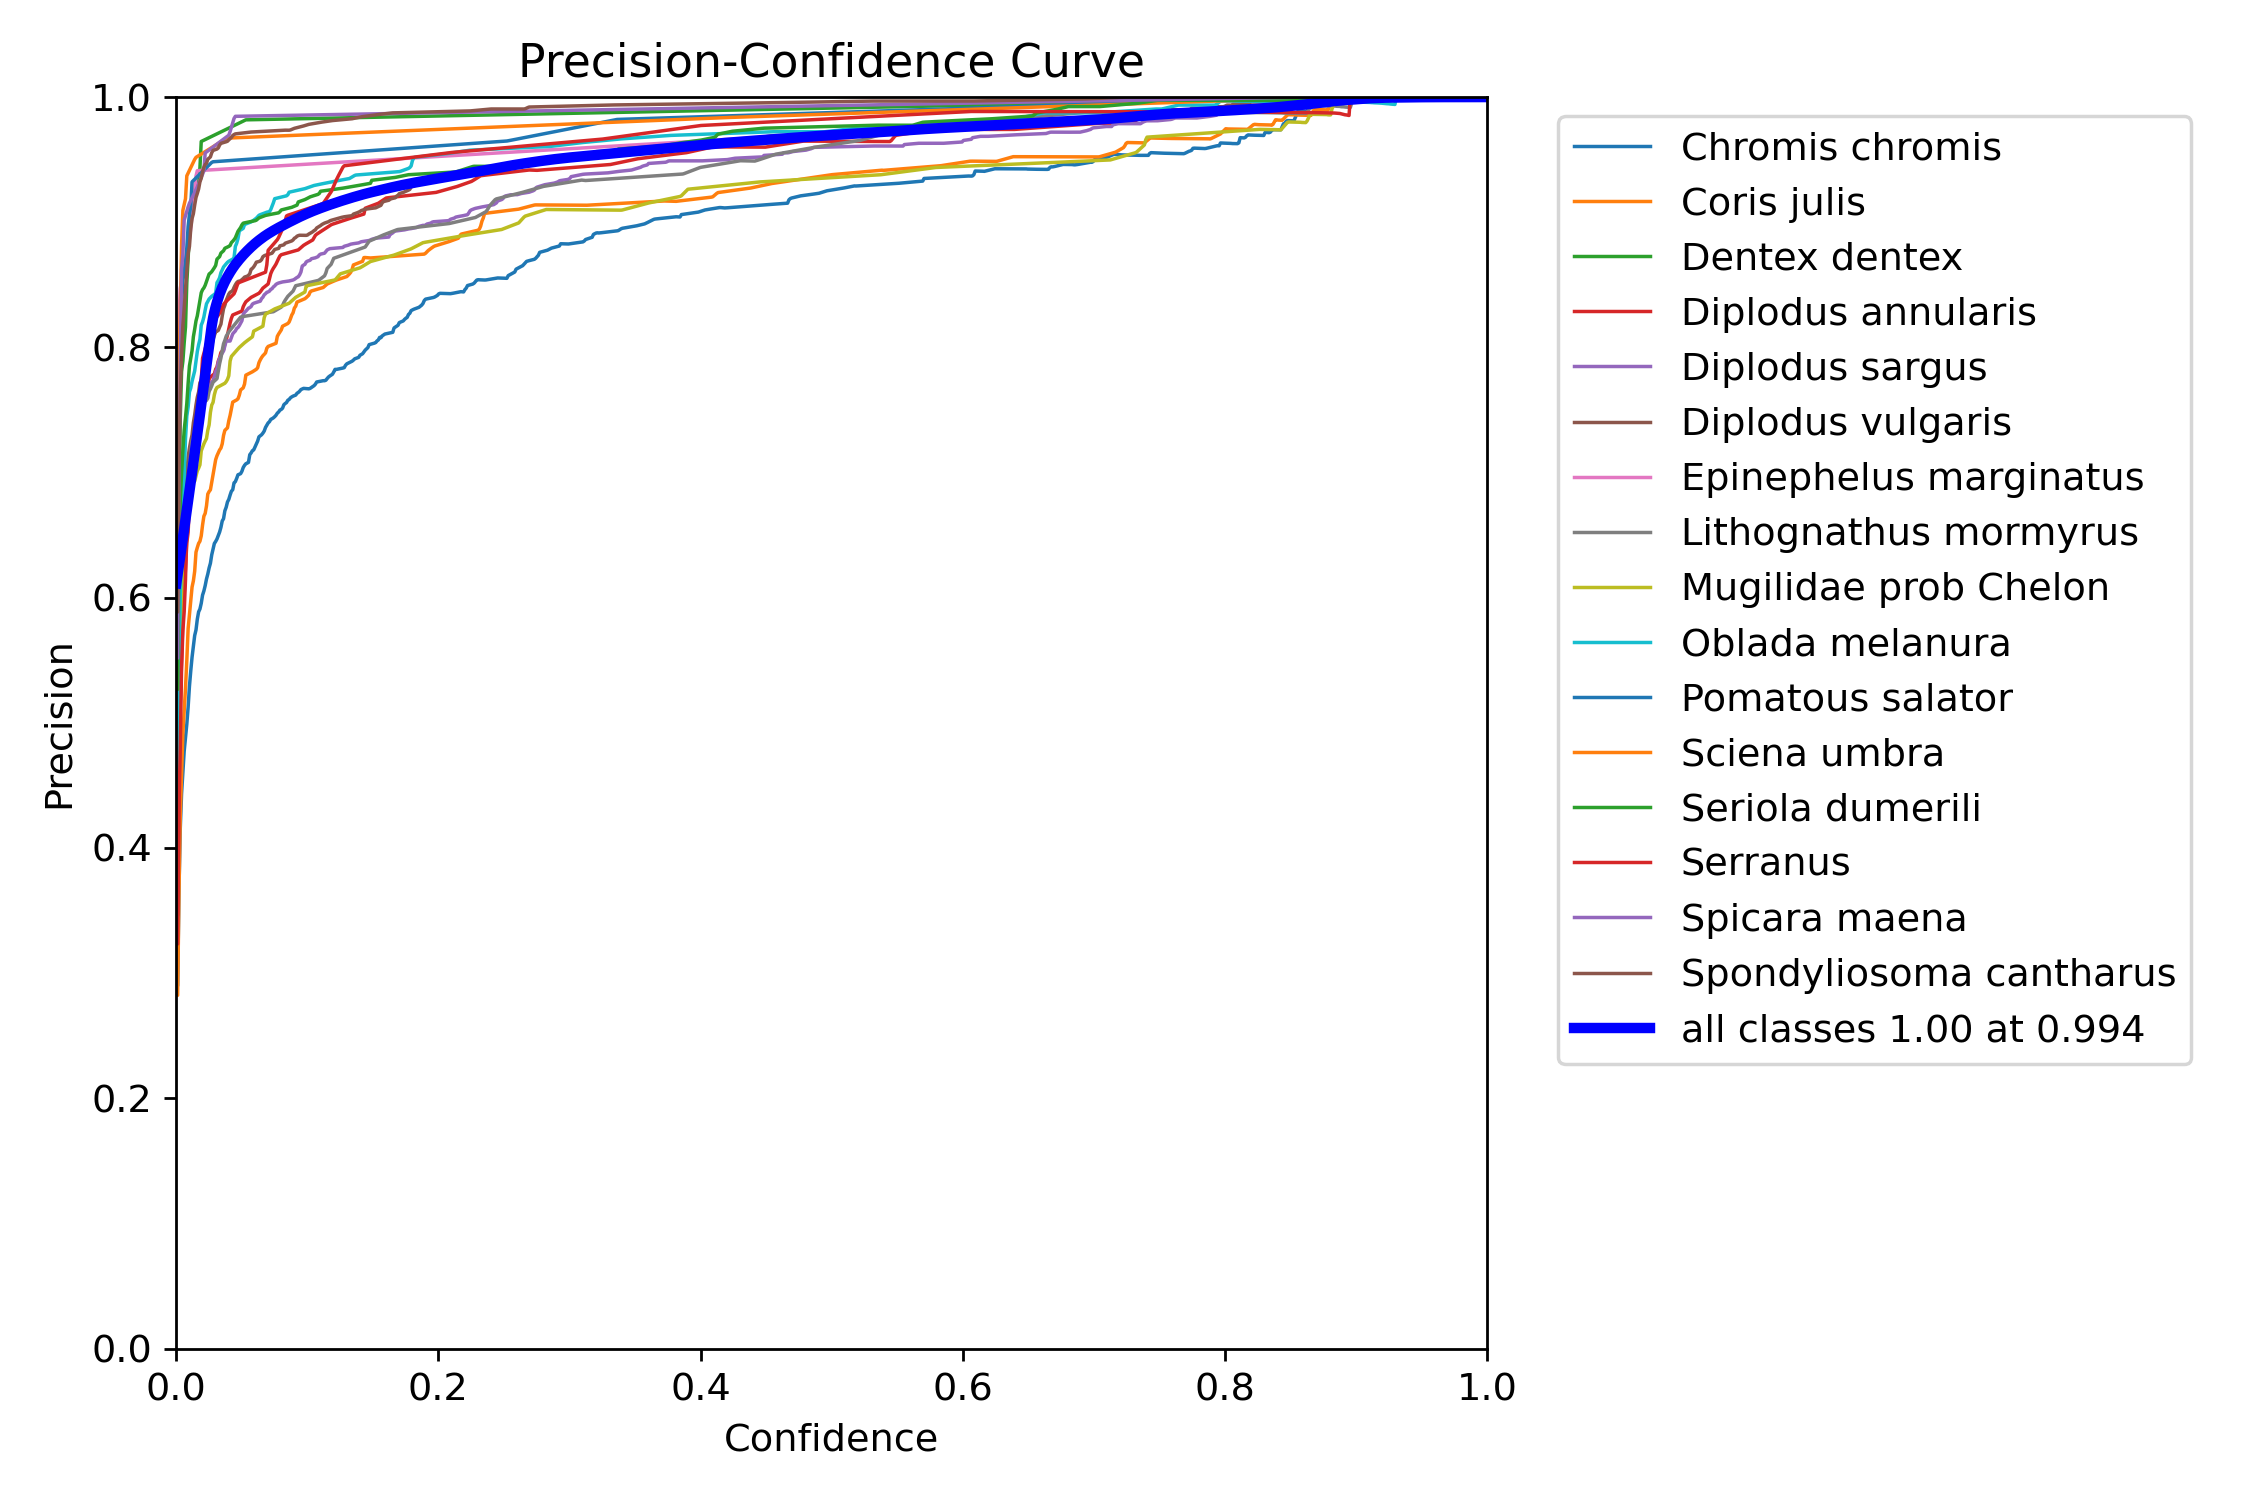 Precision-Confidence Curve
1.0
0.8
0.6
0.4
0.2
0.0
Precision
0.0 0.2 0.4 0.6 0.8 1.0
Confidence
Chromis chromis
Coris julis
Dentex dentex
Diplodus annularis
Diplodus sargus
Diplodus vulgaris
Epinephelus marginatus
Lithognathus mormyrus
Mugilidae prob Chelon
Oblada melanura
Pomatous salator
Sciena umbra
Seriola dumerili
Serranus
Spicara maena
Spondyliosoma cantharus
all classes 1.00 at 0.994